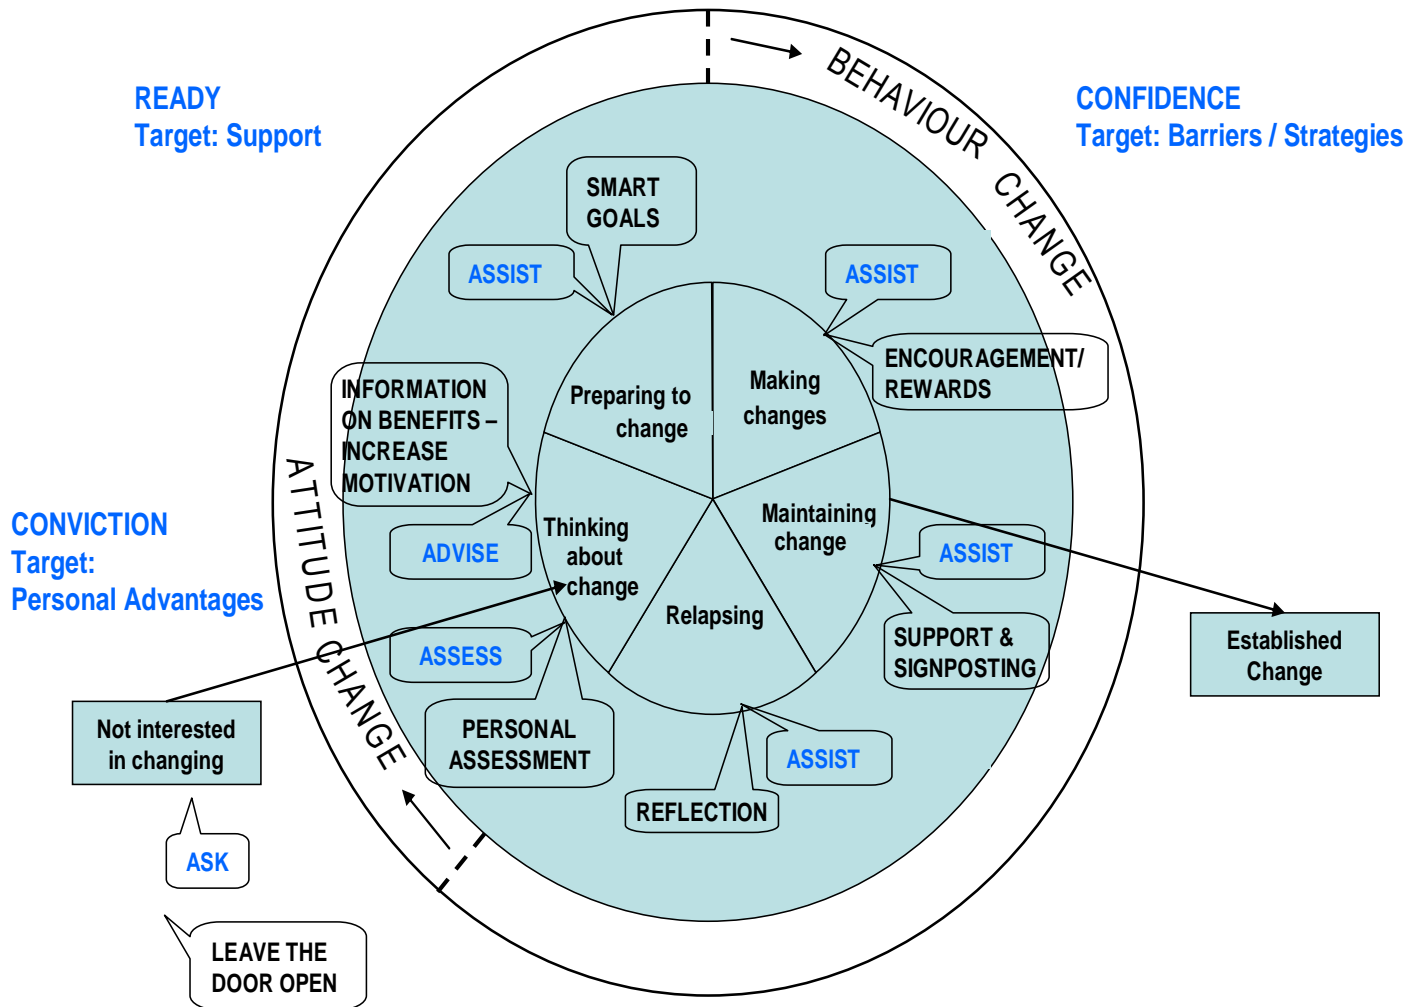 READY
Target: Support
BEHAVIOUR CHANGE
CONFIDENCE
Target: Barriers / Strategies
SMART
GOALS
ASSIST
ASSIST
ENCOURAGEMENT/
REWARDS
Preparing to
change
Making
changes
INFORMATION
ON BENEFITS –
INCREASE
MOTIVATION
ATTITUDE CHANGE
CONVICTION
Target:
Personal Advantages
ADVISE
Thinking
about
change
Maintaining
change
ASSIST
Relapsing
ASSESS
SUPPORT &
SIGNPOSTING
Established
Change
Not interested
in changing
PERSONAL
ASSESSMENT
ASSIST
REFLECTION
ASK
LEAVE THE
DOOR OPEN